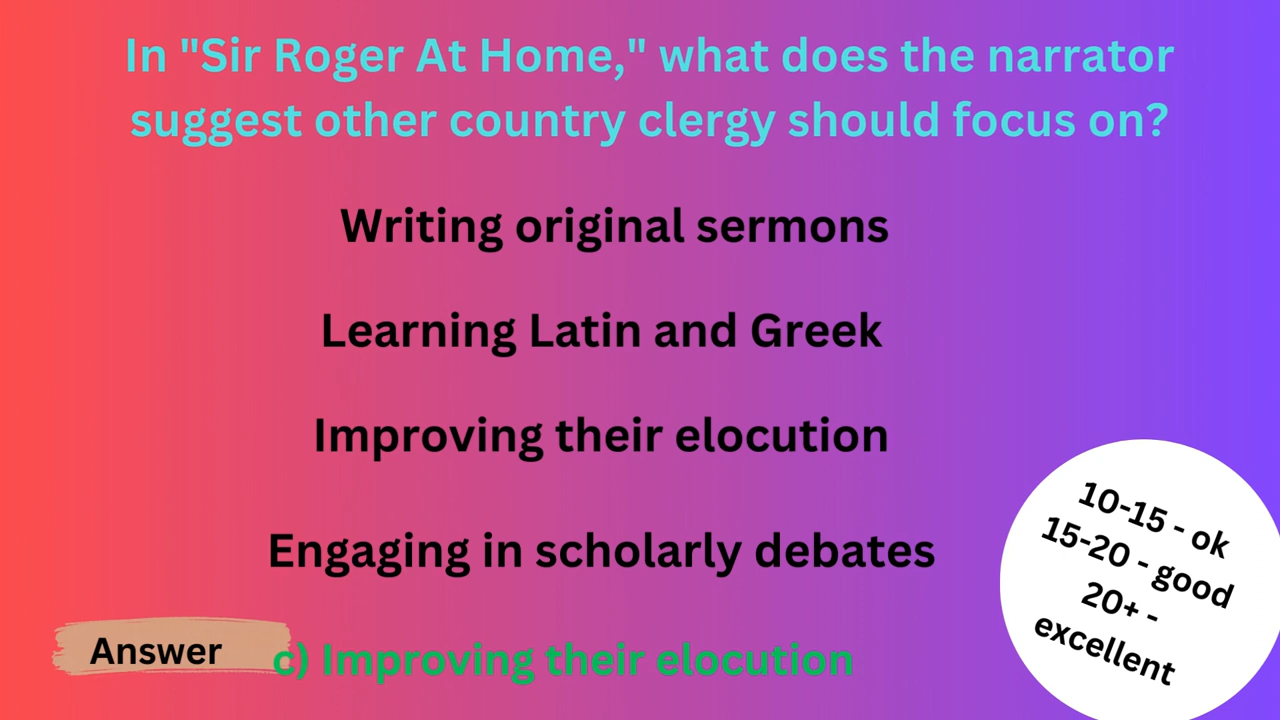 In "Sir Roger At Home," what does the narrator
suggest other country clergy should focus on?
Writing original sermons
Learning Latin and Greek
Improving their elocution
Engaging in scholarly debates
Answer
c) Improving their elocution
10-15 - ok
15-20 - good
20+ -
excellent